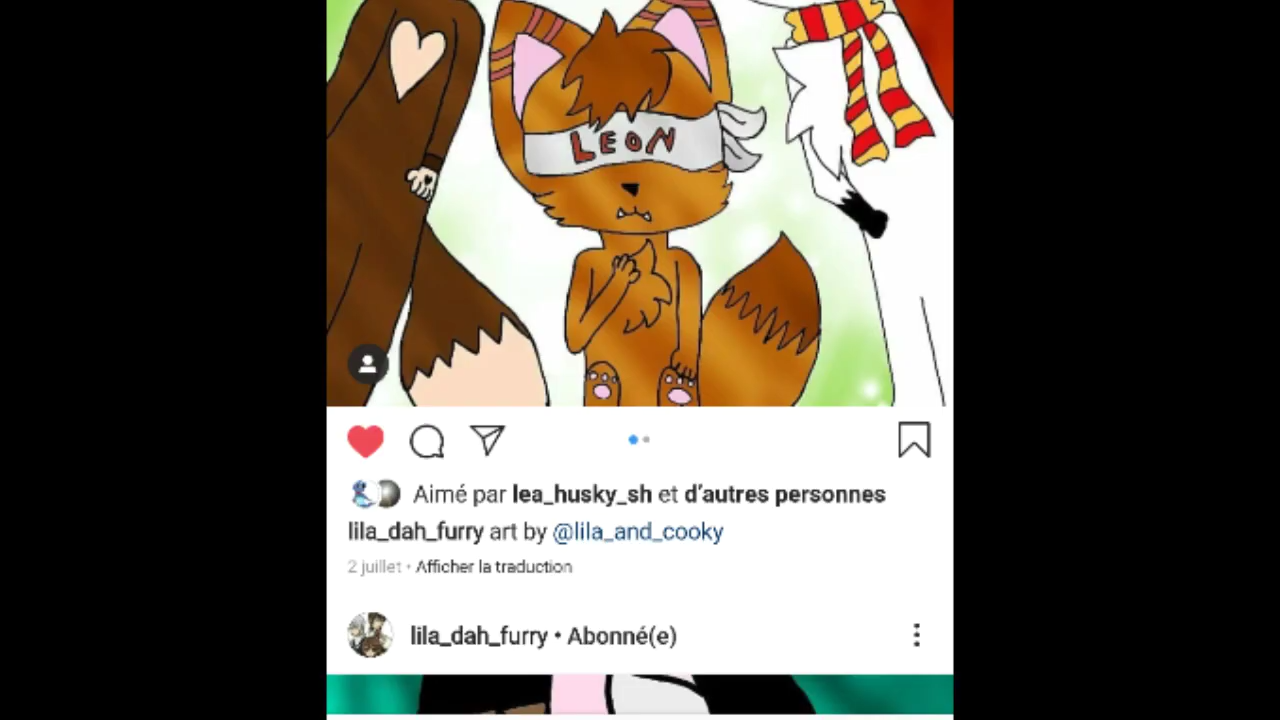 LEON
Aimé par lea_husky_sh et d'autres personnes
lila_dah_furry art by @lila_and_cooky
2 juillet • Afficher la traduction
lila_dah_furry • Abonné(e)